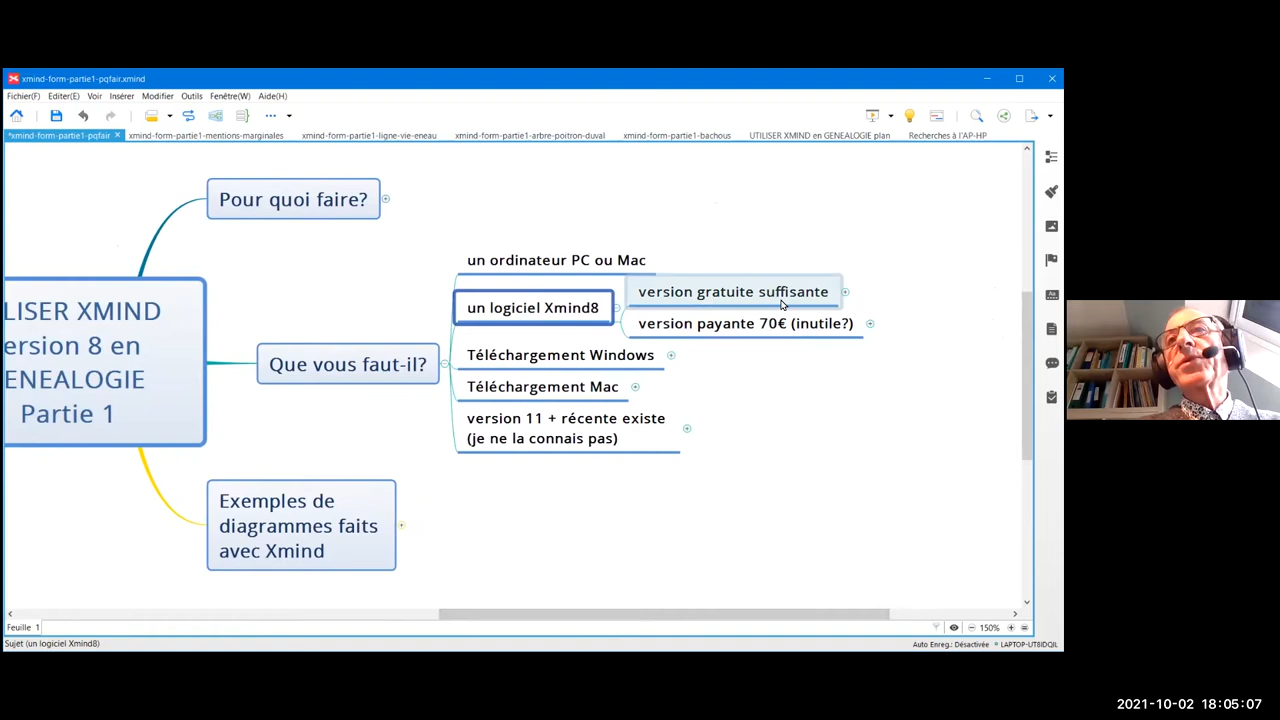 xmind-form-partie1-pqfair.xmind
Fichier(F) Editer(E) Voir Insérer Modifier Outils Fenêtre(W) Aide(H)
*xmind-form-partie1-pqfair xmind-form-partie1-mentions-marginales xmind-form-partie1-ligne-vie-eneau xmind-form-partie1-arbre-poitron-duval xmind-form-partie1-bachous UTILISER XMIND en GENEALOGIE plan Recherches à l'AP-HP
Pour quoi faire?
un ordinateur PC ou Mac
version gratuite suffisante
un logiciel Xmind8
version payante 70€ (inutile?)
LISER XMIND
ersion 8 en
ENEALOGIE
Partie 1
Que vous faut-il?
Téléchargement Windows
Téléchargement Mac
version 11 + récente existe
(je ne la connais pas)
Exemples de
diagrammes faits
avec Xmind
Feuille 1
150%
Sujet (un logiciel Xmind8)
Auto Enreg.: Désactivée
LAPTOP-UT8IDQIL
2021-10-02 18:05:07